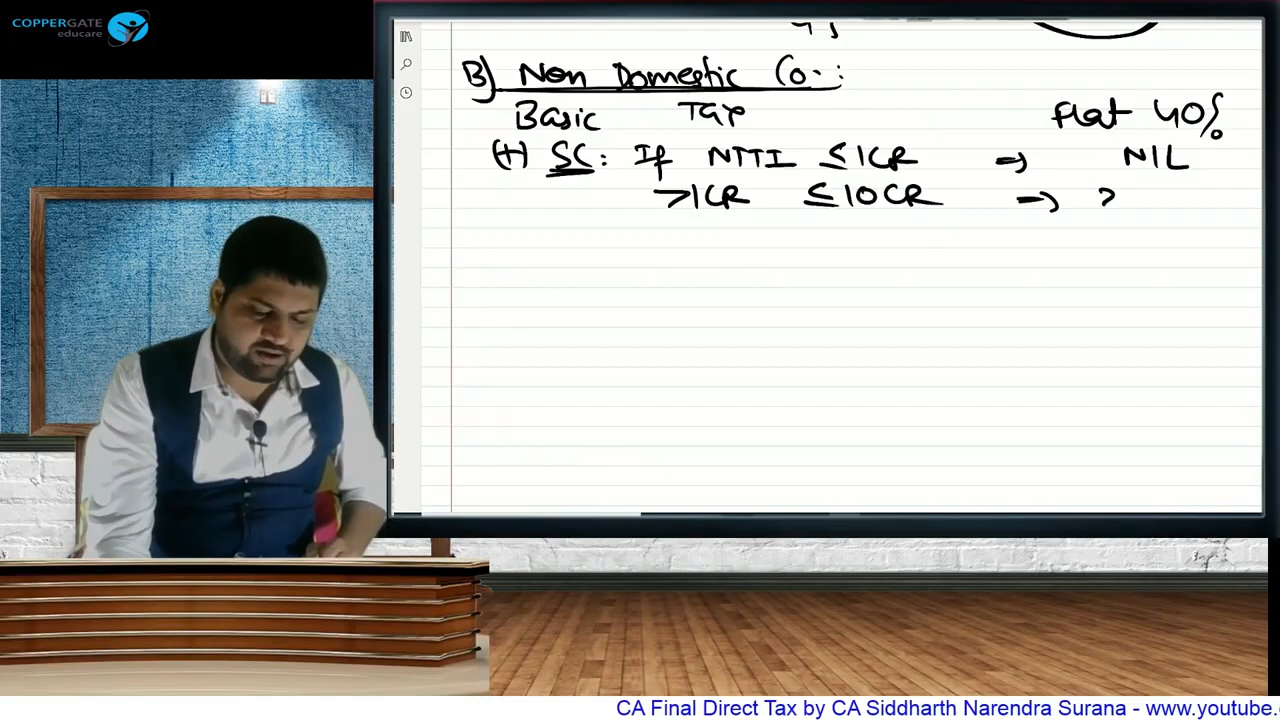 COPPERGATE
educare
B) Non Domestic Co.:
Basic Tax Flat 40%
(+) SC: If NTTI ≤ 1CR → NIL
>1CR ≤ 10CR → 2
CA Final Direct Tax by CA Siddharth Narendra Surana - www.youtube.c